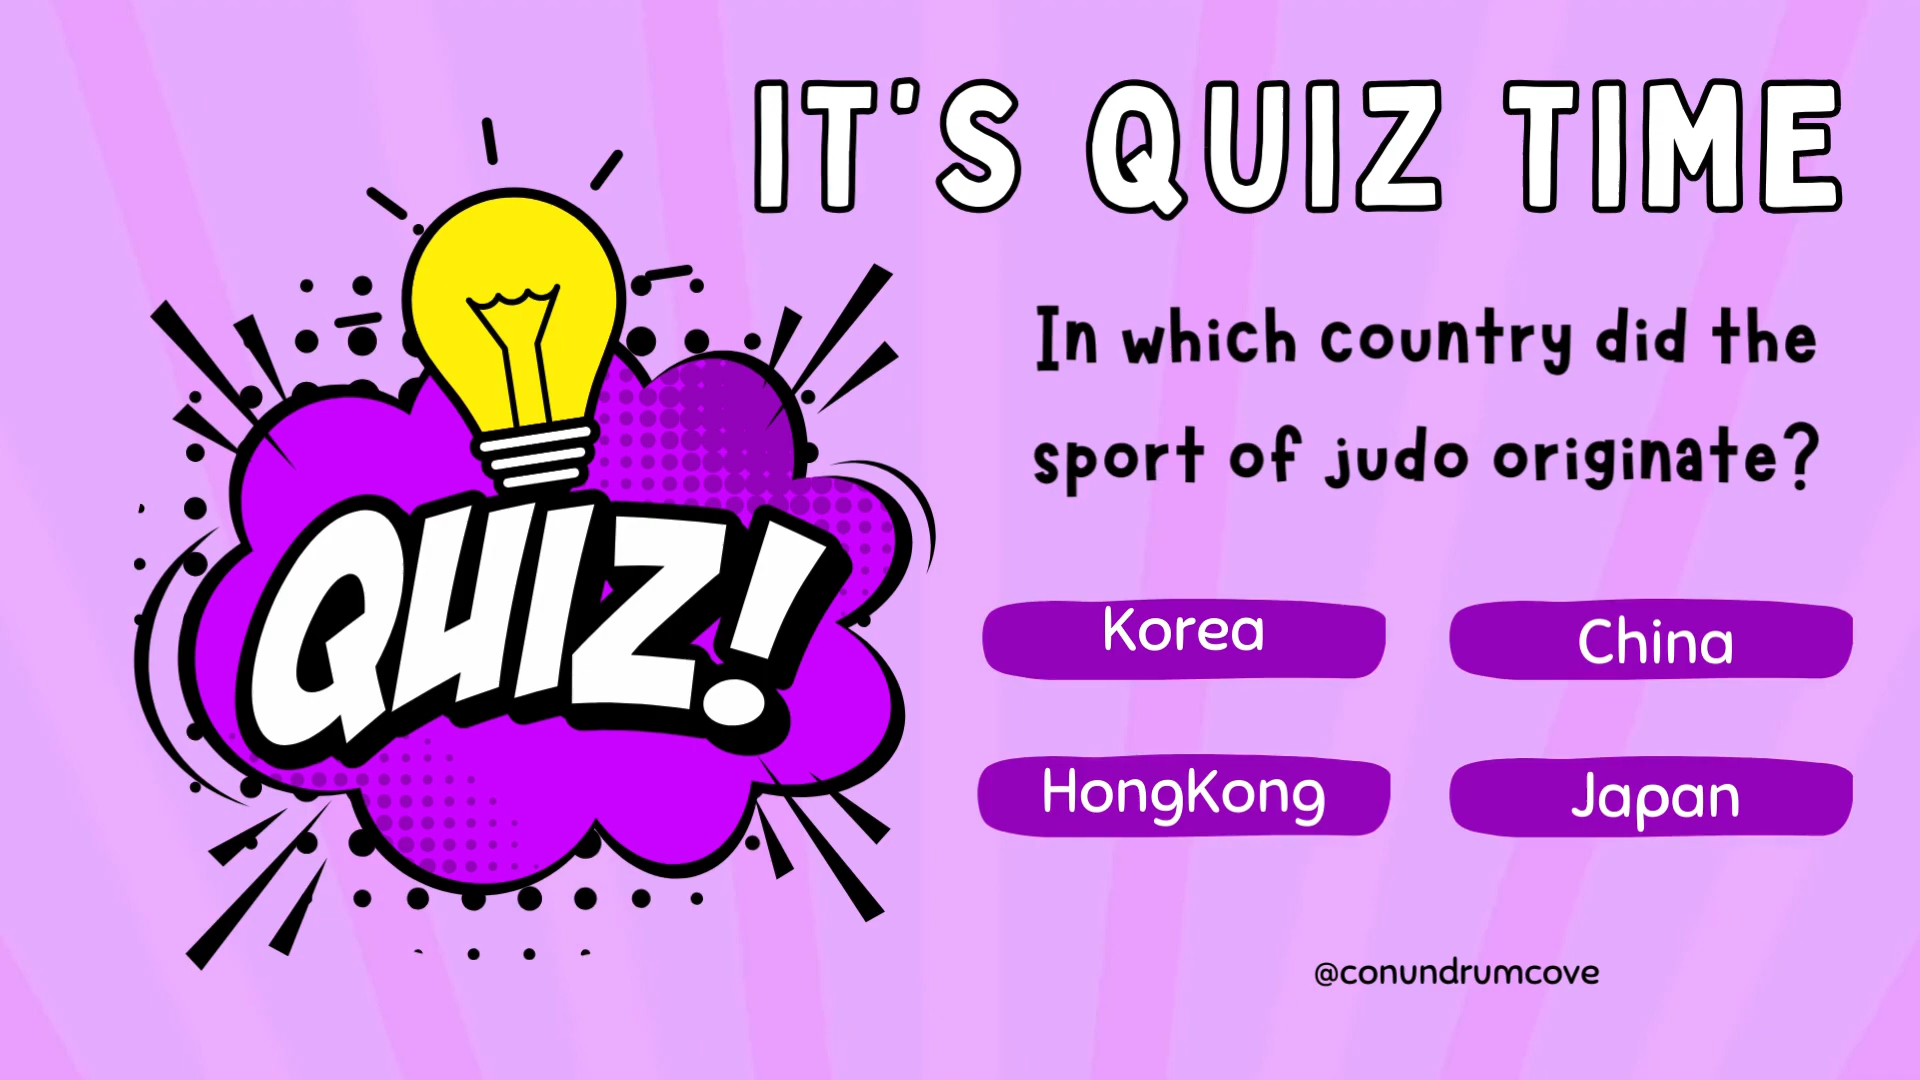 IT'S QUIZ TIME
In which country did the
sport of judo originate?
QUIZ!
Korea
China
HongKong
Japan
@conundrumcove